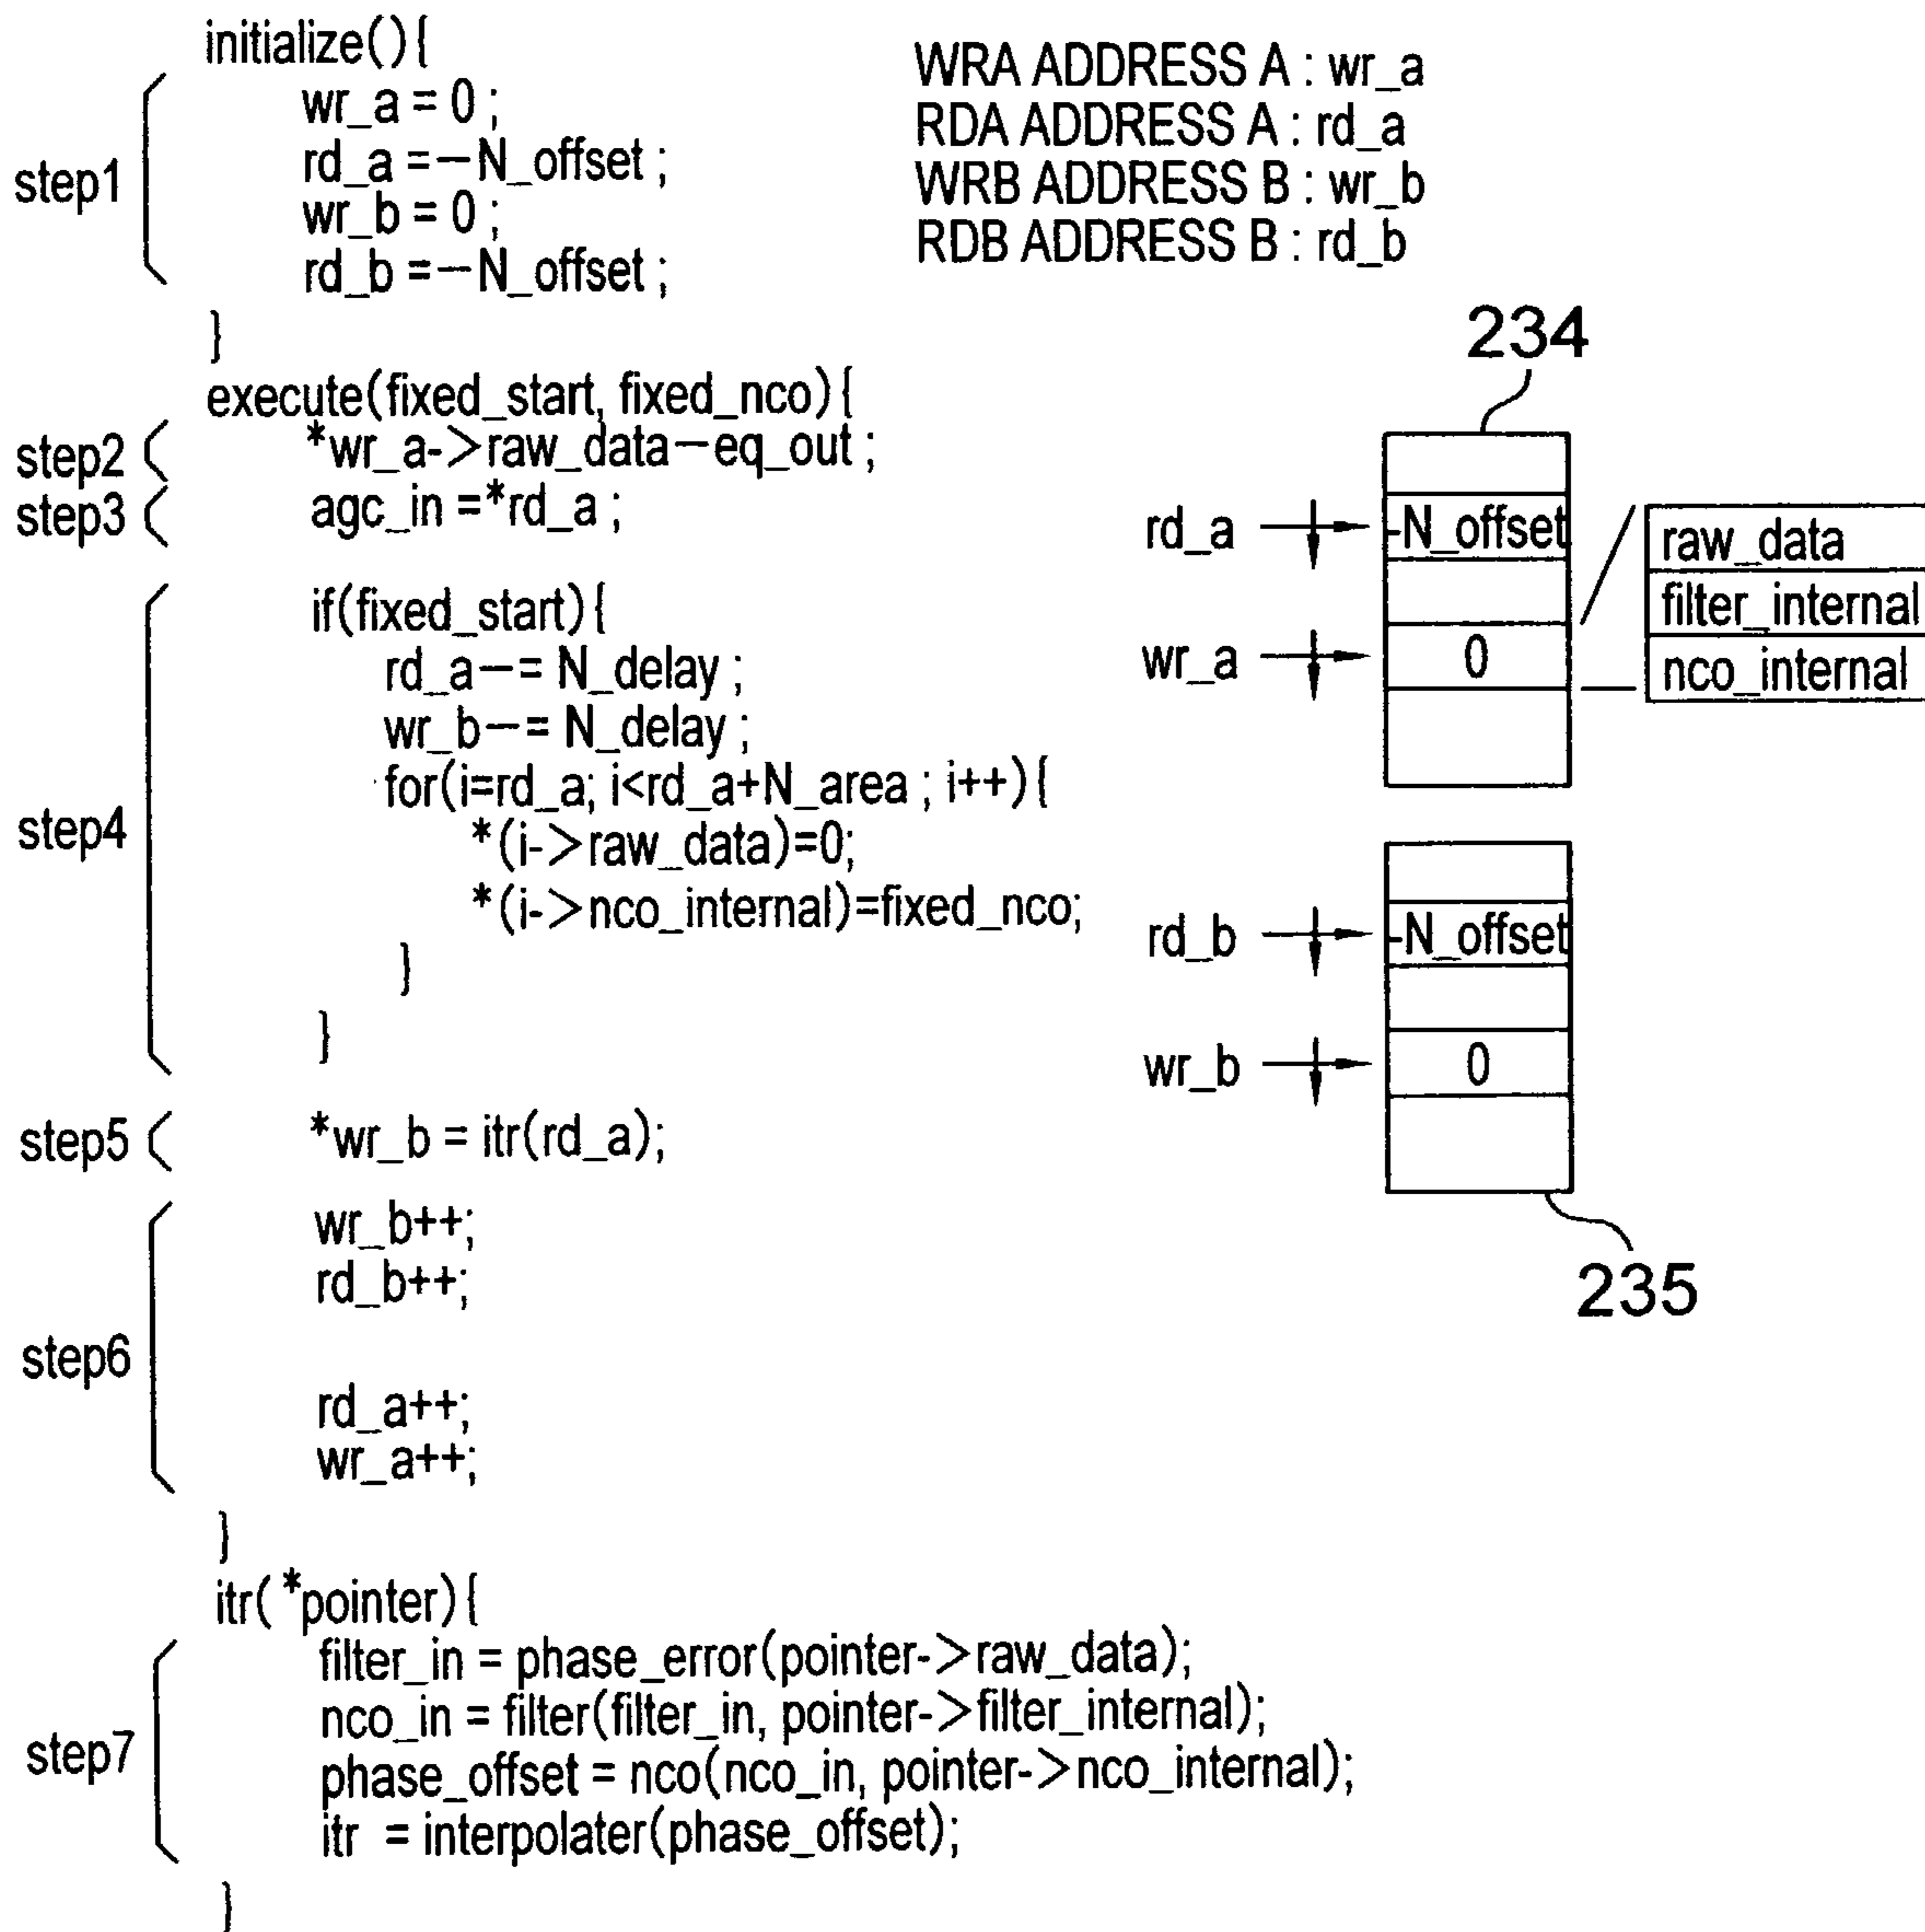 initialize(){
step1
wr_a = 0 ;
rd_a =—N_offset ;
wr_b = 0 ;
rd_b =—N_offset ;
}
WRA ADDRESS A : wr_a
RDA ADDRESS A : rd_a
WRB ADDRESS B : wr_b
RDB ADDRESS B : rd_b
execute(fixed_start, fixed_nco){
step2
*wr_a->raw_data—eq_out ;
step3
agc_in =*rd_a ;
step4
if(fixed_start){
rd_a—= N_delay ;
wr_b—= N_delay ;
for(i=rd_a; i<rd_a+N_area ; i++){
*(i->raw_data)=0;
*(i->nco_internal)=fixed_nco;
}
}
step5
*wr_b = itr(rd_a);
step6
wr_b++;
rd_b++;
rd_a++;
wr_a++;
}
itr( *pointer){
step7
filter_in = phase_error(pointer->raw_data);
nco_in = filter(filter_in, pointer->filter_internal);
phase_offset = nco(nco_in, pointer->nco_internal);
itr = interpolater(phase_offset);
}
234
rd_a
-N_offset
wr_a
0
raw_data
filter_internal
nco_internal
rd_b
-N_offset
wr_b
0
235